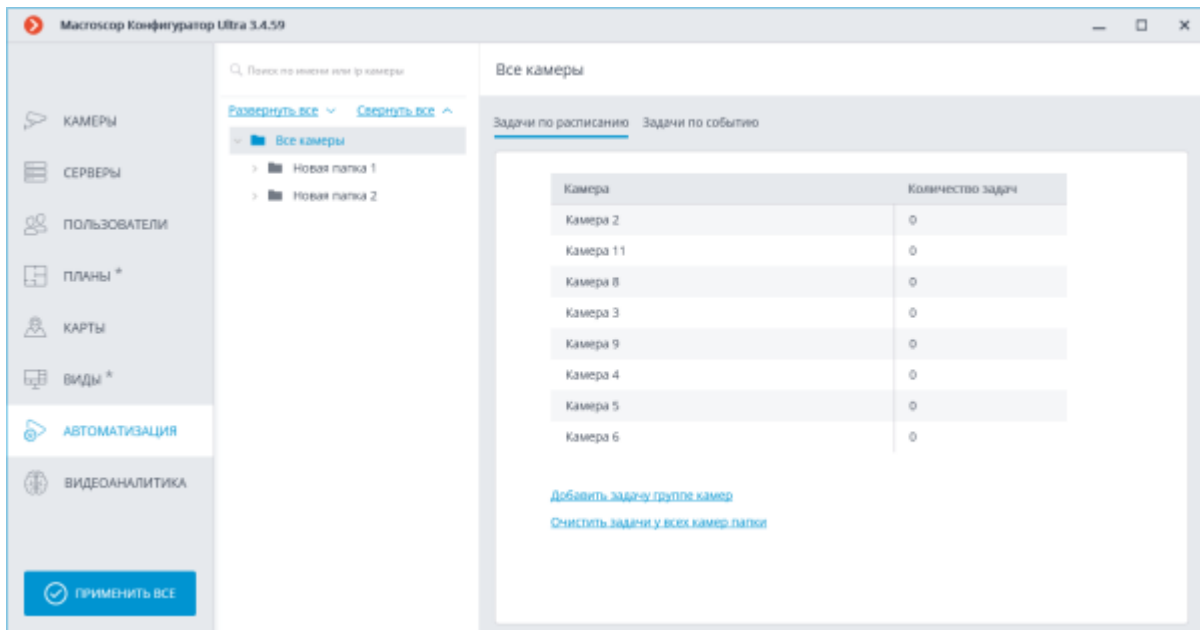 Macroscop Конфигуратор Ultra 3.4.59
КАМЕРЫ
СЕРВЕРЫ
ПОЛЬЗОВАТЕЛИ
ПЛАНЫ *
КАРТЫ
ВИДЫ *
АВТОМАТИЗАЦИЯ
ВИДЕОАНАЛИТИКА
ПРИМЕНИТЬ ВСЕ
Поиск по имени или ip камеры
Развернуть все Свернуть все
Все камеры
Новая папка 1
Новая папка 2
Все камеры
Задачи по расписанию Задачи по событию
Камера Количество задач
Камера 2 0
Камера 11 0
Камера 8 0
Камера 3 0
Камера 9 0
Камера 4 0
Камера 5 0
Камера 6 0
Добавить задачу группе камер
Очистить задачи у всех камер папки